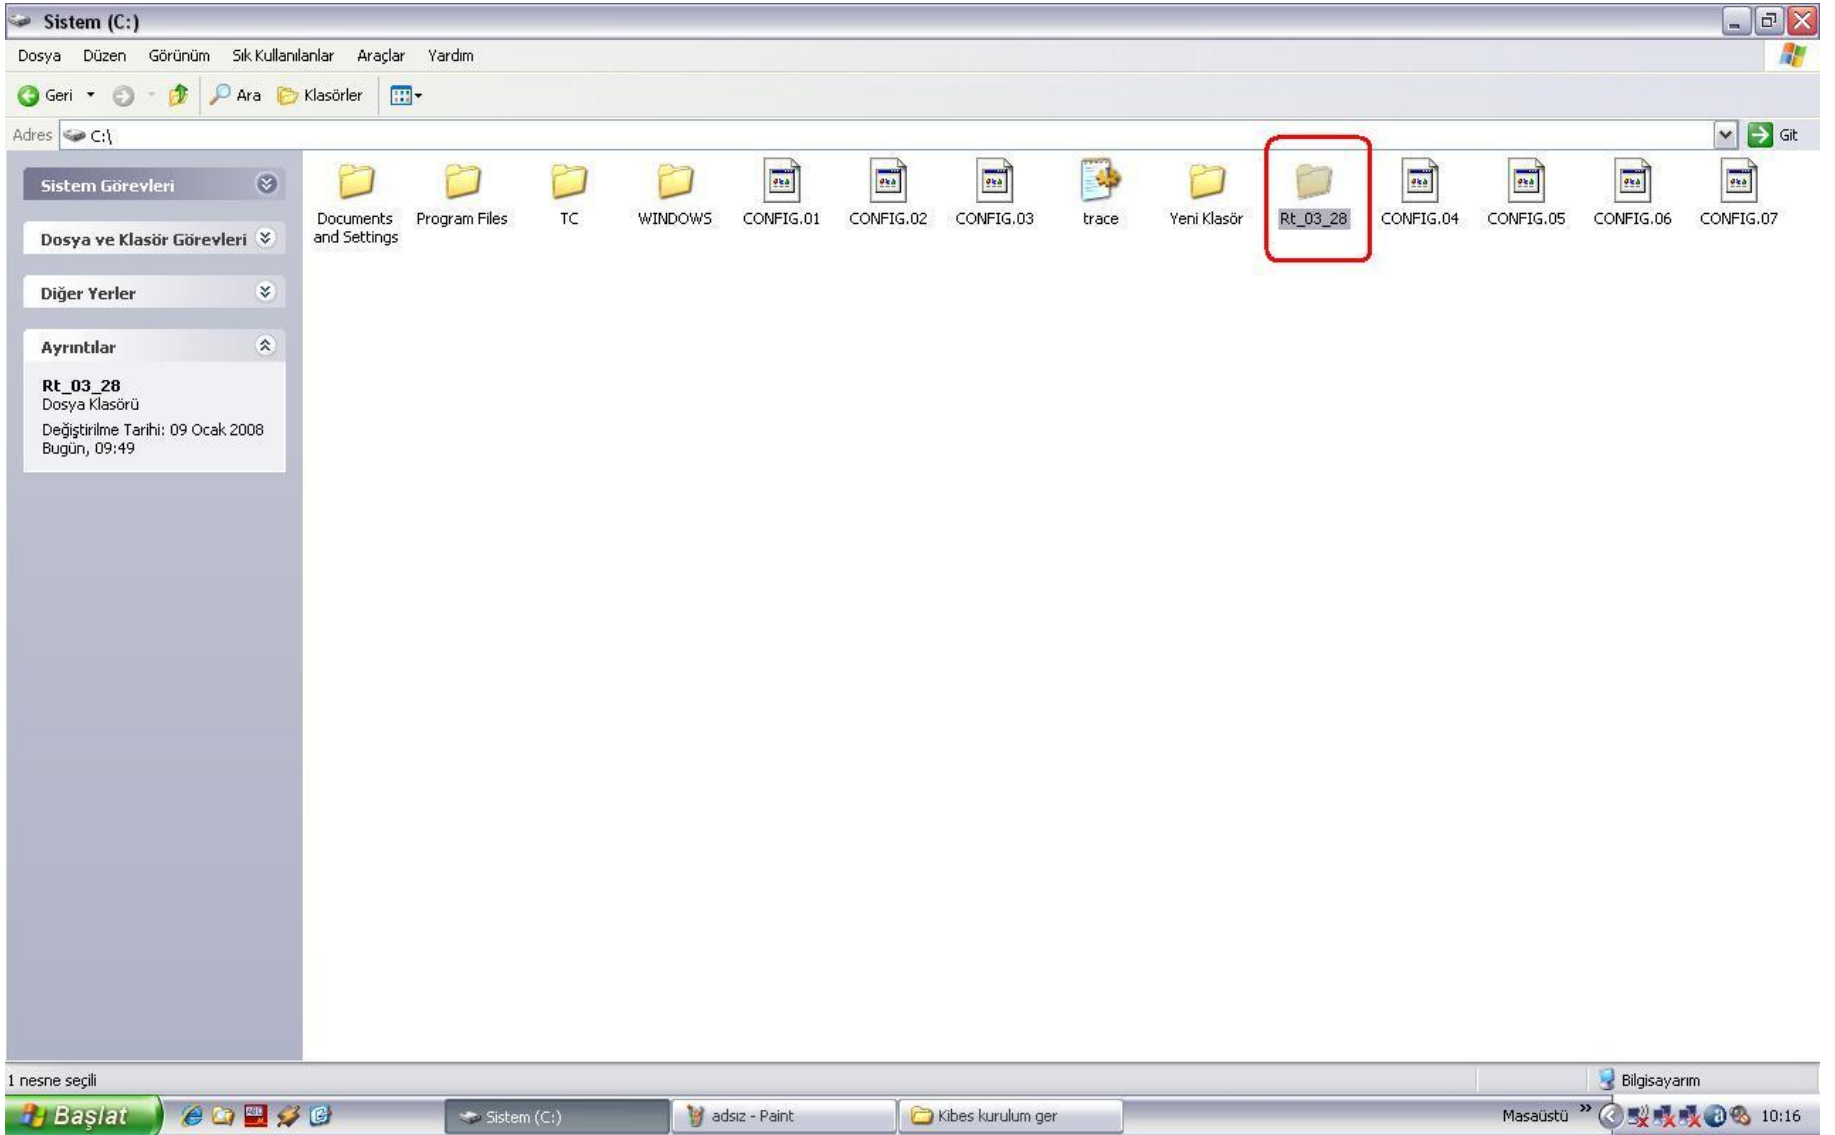 Sistem (C:)
Dosya Düzen Görünüm Sık Kullanılanlar Araçlar Yardım
Geri Ara Klasörler
Adres C:\ Git
Sistem Görevleri
Dosya ve Klasör Görevleri
Diğer Yerler
Ayrıntılar
Rt_03_28
Dosya Klasörü
Değiştirilme Tarihi: 09 Ocak 2008
Bugün, 09:49
Documents
and Settings
Program Files
TC
WINDOWS
CONFIG.01
CONFIG.02
CONFIG.03
trace
Yeni Klasör
Rt_03_28
CONFIG.04
CONFIG.05
CONFIG.06
CONFIG.07
1 nesne seçili
Bilgisayarım
Başlat
Sistem (C:)
adsız - Paint
Kibes kurulum ger
Masaüstü
10:16